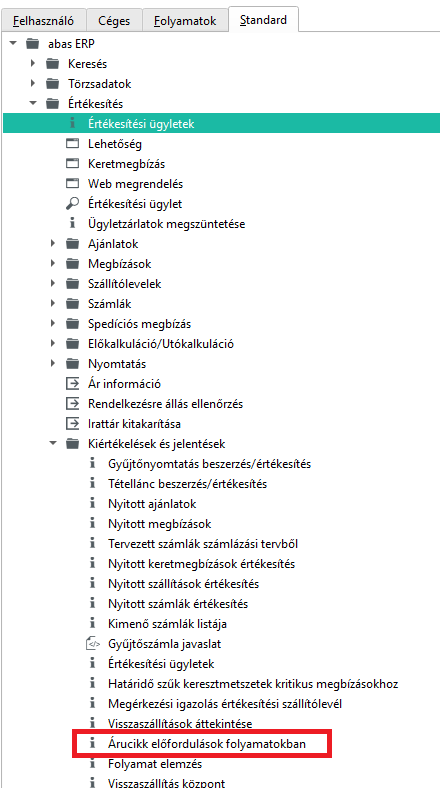 Felhasználó Céges Folyamatok Standard
abas ERP
Keresés
Törzsadatok
Értékesítés
Értékesítési ügyletek
Lehetőség
Keretmegbízás
Web megrendelés
Értékesítési ügylet
Ügyletzárlatok megszüntetése
Ajánlatok
Megbízások
Szállítólevelek
Számlák
Spedíciós megbízás
Előkalkuláció/Utókalkuláció
Nyomtatás
Ár információ
Rendelkezésre állás ellenőrzés
Irattár kitakarítása
Kiértékelések és jelentések
Gyűjtőnyomtatás beszerzés/értékesítés
Tétellánc beszerzés/értékesítés
Nyitott ajánlatok
Nyitott megbízások
Tervezett számlák számlázási tervből
Nyitott keretmegbízások értékesítés
Nyitott szállítások értékesítés
Nyitott számlák értékesítés
Kimenő számlák listája
Gyűjtőszámla javaslat
Értékesítési ügyletek
Határidő szűk keresztmetszetek kritikus megbízásokhoz
Megérkezési igazolás értékesítési szállítólevél
Visszaszállítások áttekintése
Árucikk előfordulások folyamatokban
Folyamat elemzés
Visszaszállítás központ